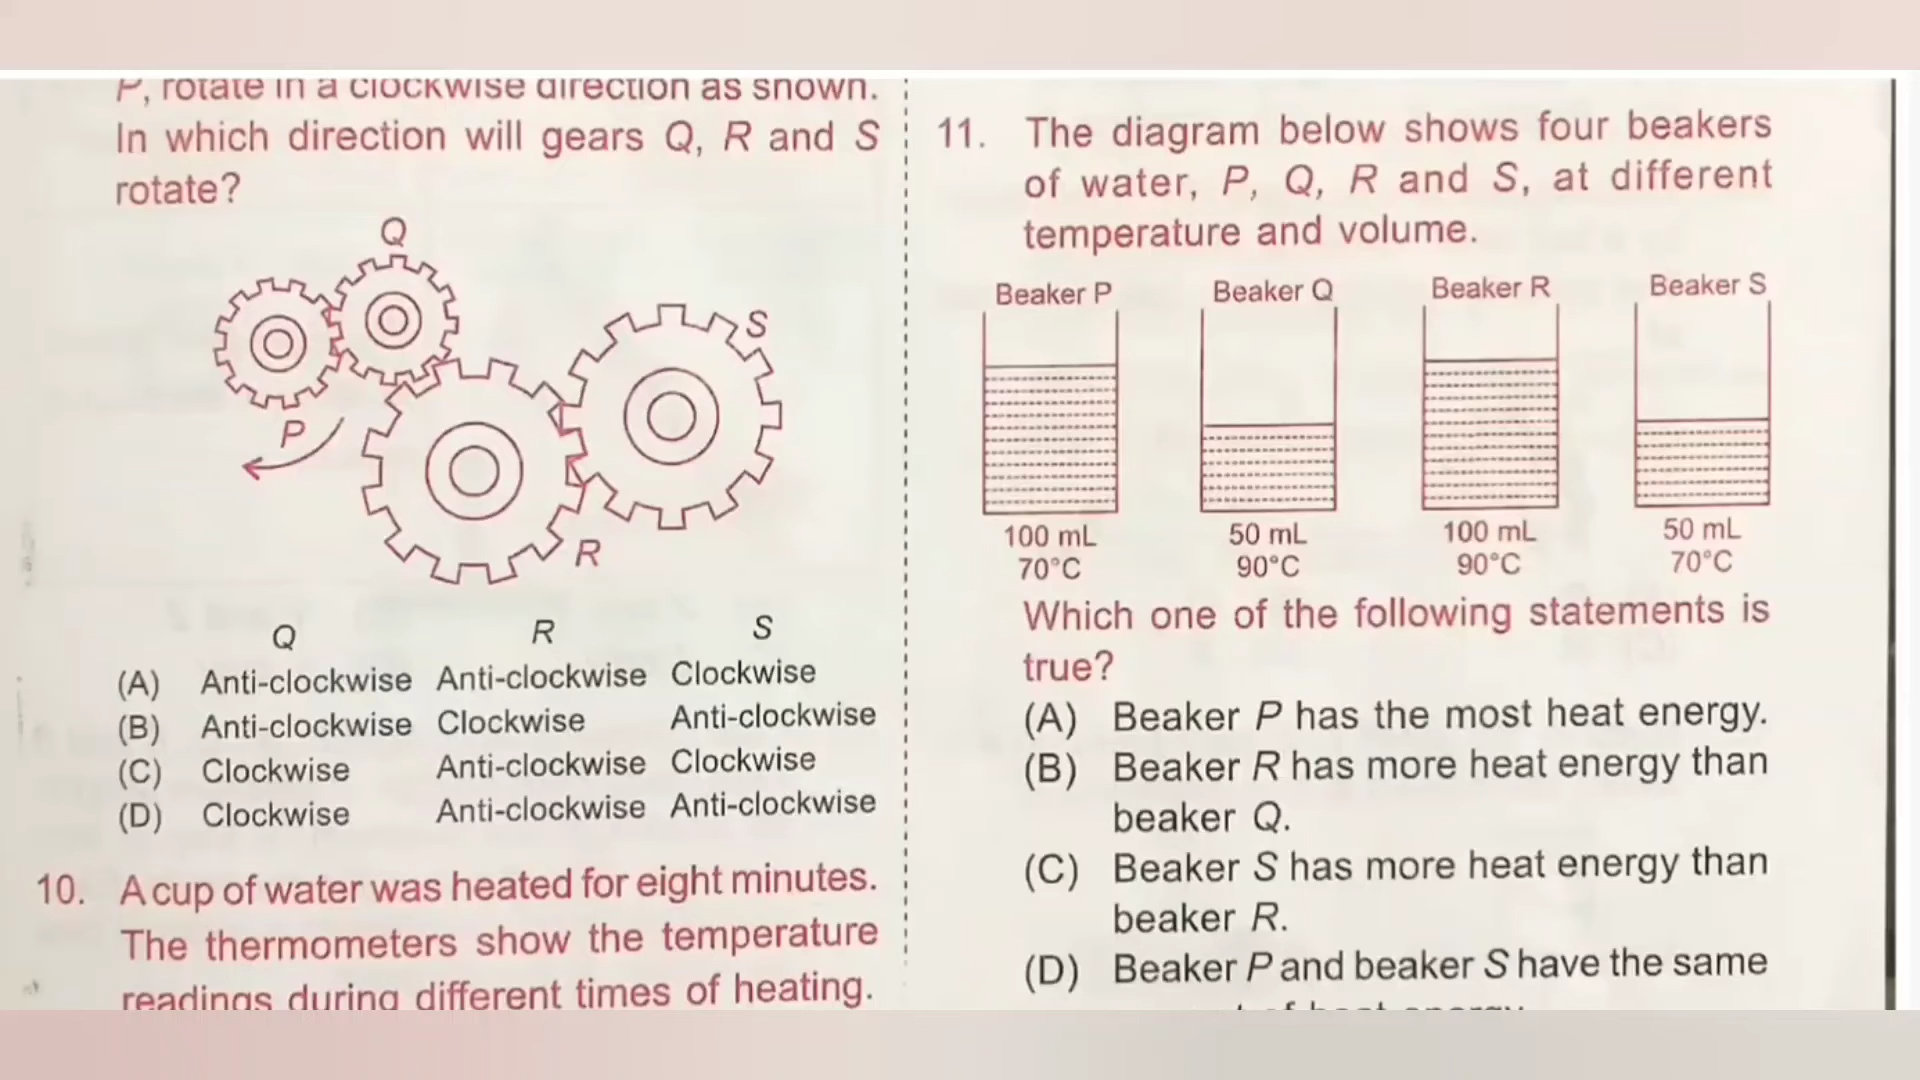 P, rotate in a clockwise direction as shown.
In which direction will gears Q, R and S
rotate?
Q
S
P
R
Q R S
(A) Anti-clockwise Anti-clockwise Clockwise
(B) Anti-clockwise Clockwise Anti-clockwise
(C) Clockwise Anti-clockwise Clockwise
(D) Clockwise Anti-clockwise Anti-clockwise
10. A cup of water was heated for eight minutes.
The thermometers show the temperature
readings during different times of heating.
11. The diagram below shows four beakers
of water, P, Q, R and S, at different
temperature and volume.
Beaker P Beaker Q Beaker R Beaker S
100 mL 50 mL 100 mL 50 mL
70°C 90°C 90°C 70°C
Which one of the following statements is
true?
(A) Beaker P has the most heat energy.
(B) Beaker R has more heat energy than
beaker Q.
(C) Beaker S has more heat energy than
beaker R.
(D) Beaker P and beaker S have the same
of heat energy